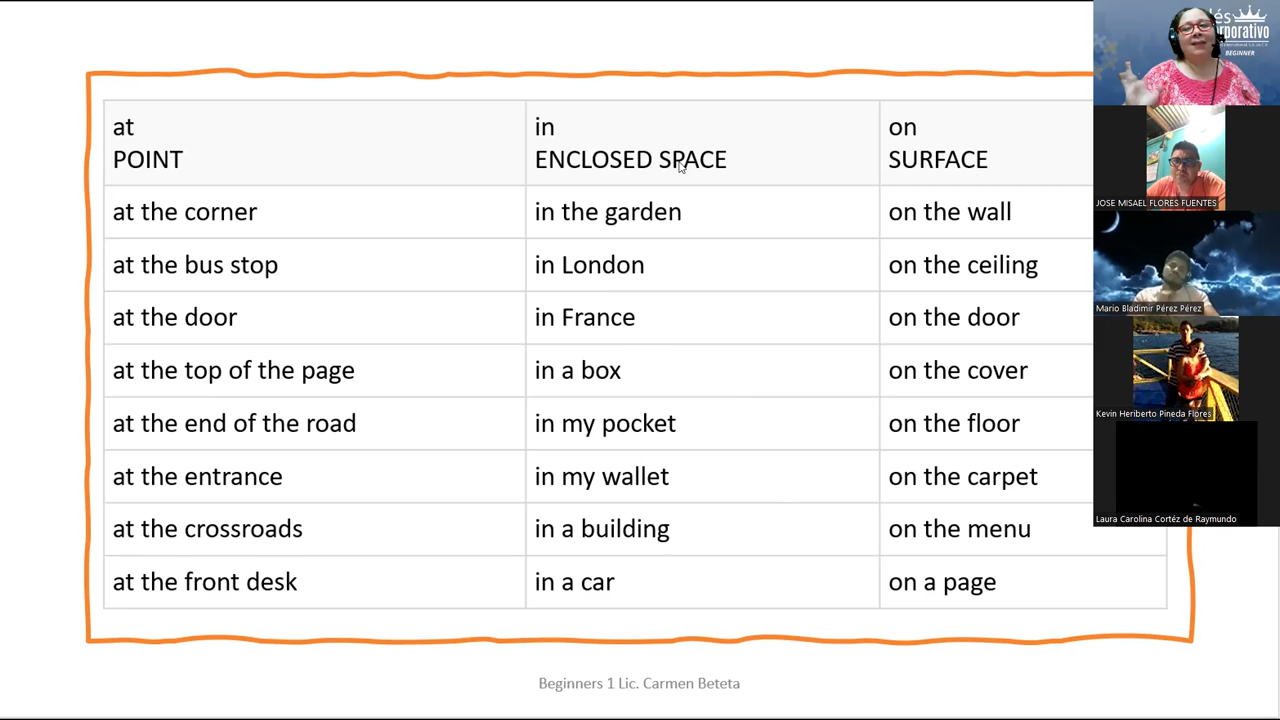 at
POINT
in
ENCLOSED SPACE
on
SURFACE
at the corner
in the garden
on the wall
at the bus stop
in London
on the ceiling
at the door
in France
on the door
at the top of the page
in a box
on the cover
at the end of the road
in my pocket
on the floor
at the entrance
in my wallet
on the carpet
at the crossroads
in a building
on the menu
at the front desk
in a car
on a page
Beginners 1 Lic. Carmen Beteta
BEGINNER
JOSE MISAEL FLORES FUENTES
Mario Bladimir Pérez Pérez
Kevin Heriberto Pineda Flores
Laura Carolina Cortéz de Raymundo